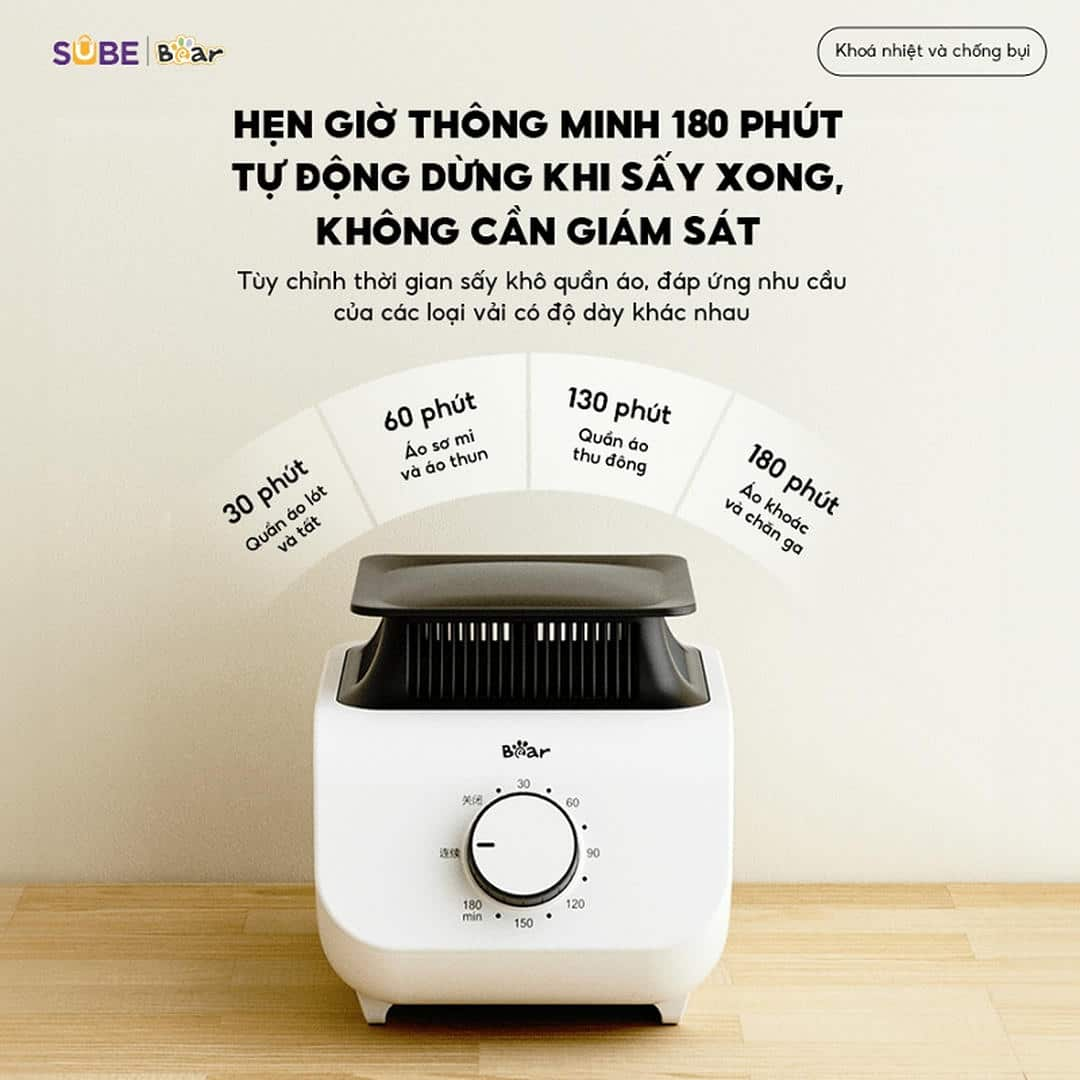 SUBE | Bear
Khoá nhiệt và chống bụi
HẸN GIỜ THÔNG MINH 180 PHÚT
TỰ ĐỘNG DỪNG KHI SẤY XONG,
KHÔNG CẦN GIÁM SÁT
Tùy chỉnh thời gian sấy khô quần áo, đáp ứng nhu cầu
của các loại vải có độ dày khác nhau
30 phút
Quần áo lót
và tất
60 phút
Áo sơ mi
và áo thun
130 phút
Quần áo
thu đông
180 phút
Áo khoác
và chăn ga
Bear
关闭
30
60
90
120
150
180
min
连续